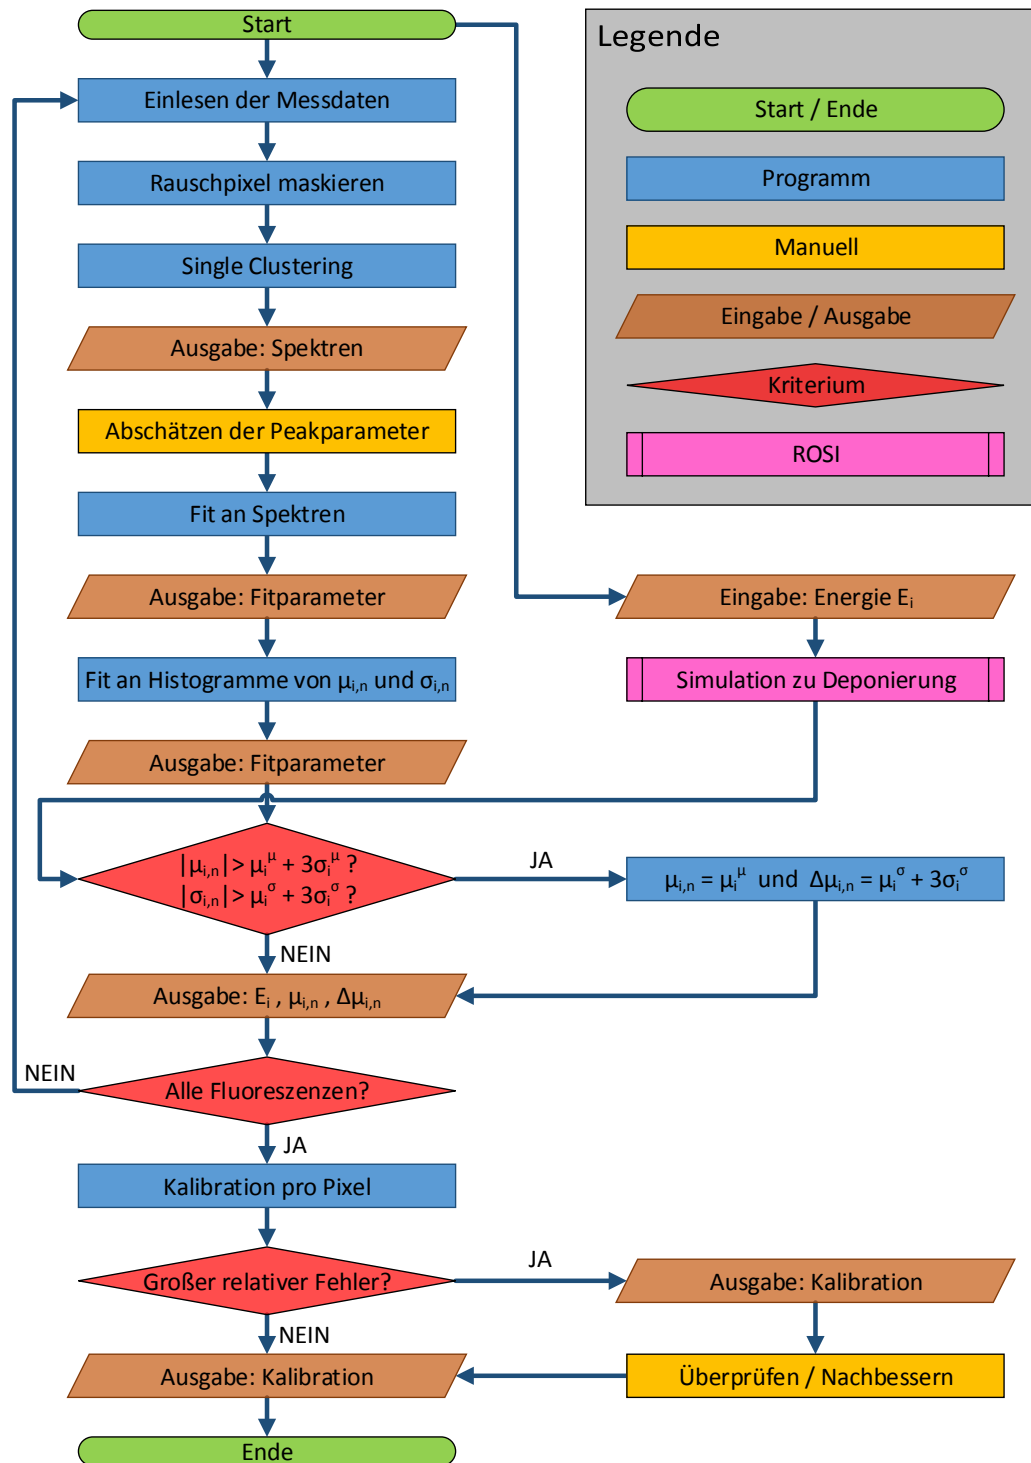 Start
Einlesen der Messdaten
Rauschpixel maskieren
Single Clustering
Ausgabe: Spektren
Abschätzen der Peakparameter
Fit an Spektren
Ausgabe: Fitparameter
Fit an Histogramme von μi,n und σi,n
Ausgabe: Fitparameter
|μi,n| > μi^μ + 3σi^μ ?
|σi,n| > μi^σ + 3σi^σ ?
JA
μi,n = μi^μ und Δμi,n = μi^σ + 3σi^σ
NEIN
Ausgabe: Ei , μi,n , Δμi,n
NEIN
Alle Fluoreszenzen?
JA
Kalibration pro Pixel
Großer relativer Fehler?
JA
Ausgabe: Kalibration
NEIN
Ausgabe: Kalibration
Überprüfen / Nachbessern
Ende
Legende
Start / Ende
Programm
Manuell
Eingabe / Ausgabe
Kriterium
ROSI
Eingabe: Energie Ei
Simulation zu Deponierung